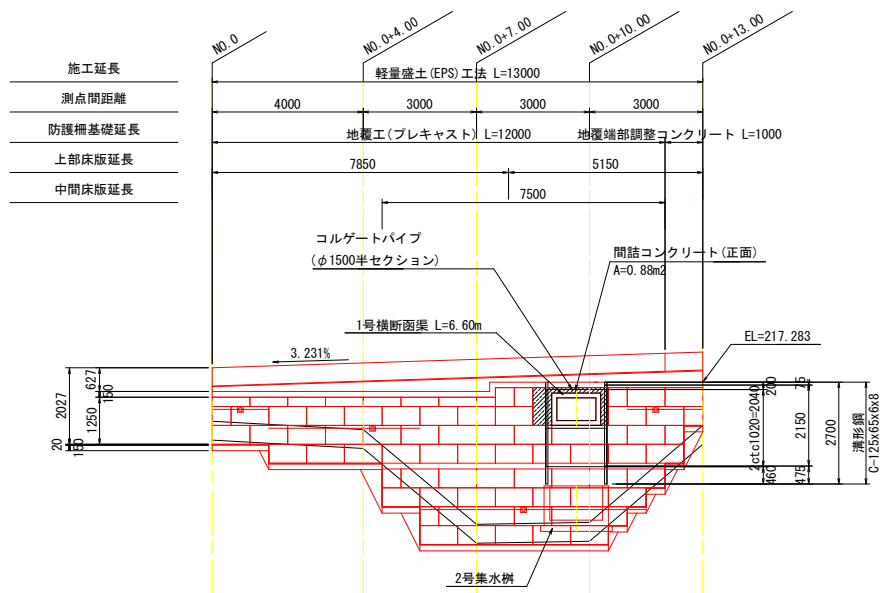 NO.0
NO.0+4.00
NO.0+7.00
NO.0+10.00
NO.0+13.00
施工延長
軽量盛土(EPS)工法 L=13000
測点間距離
4000
3000
3000
3000
防護柵基礎延長
地覆工(プレキャスト) L=12000
地覆端部調整コンクリート L=1000
上部床版延長
7850
5150
中間床版延長
7500
コルゲートパイプ
(φ1500半セクション)
間詰コンクリート(正面)
A=0.88m2
1号横断函渠 L=6.60m
EL=217.283
3.231%
2027
627
150
1250
20
150
200
75
2ctc1020=2040
2150
2700
460
475
溝形鋼
C-125x65x6x8
2号集水桝